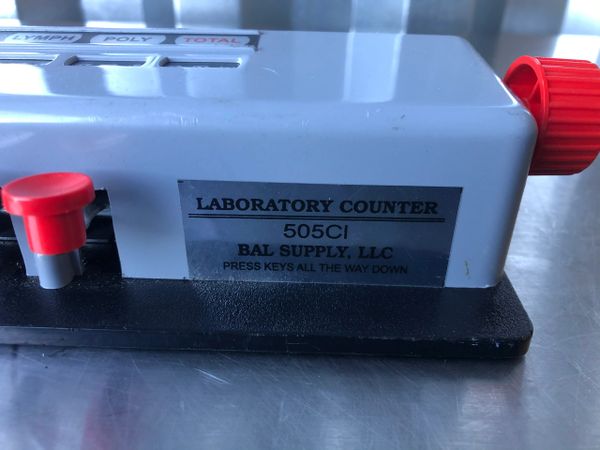 LYMPH POLY TOTAL
LABORATORY COUNTER
505CI
BAL SUPPLY, LLC
PRESS KEYS ALL THE WAY DOWN